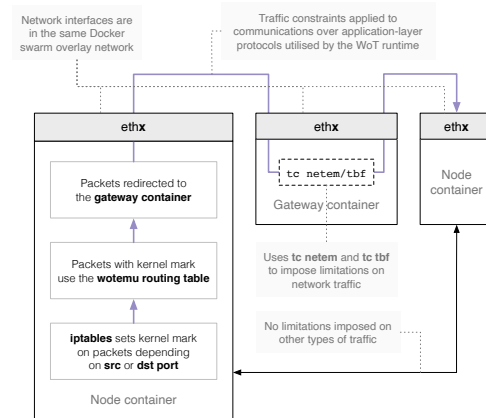 Network interfaces are
in the same Docker
swarm overlay network
Traffic constraints applied to
communications over application-layer
protocols utilised by the WoT runtime
ethx
ethx
ethx
Packets redirected to
the gateway container
tc netem/tbf
Gateway container
Node
container
Packets with kernel mark
use the wotemu routing table
Uses tc netem and tc tbf
to impose limitations on
network traffic
iptables sets kernel mark
on packets depending
on src or dst port
No limitations imposed on
other types of traffic
Node container